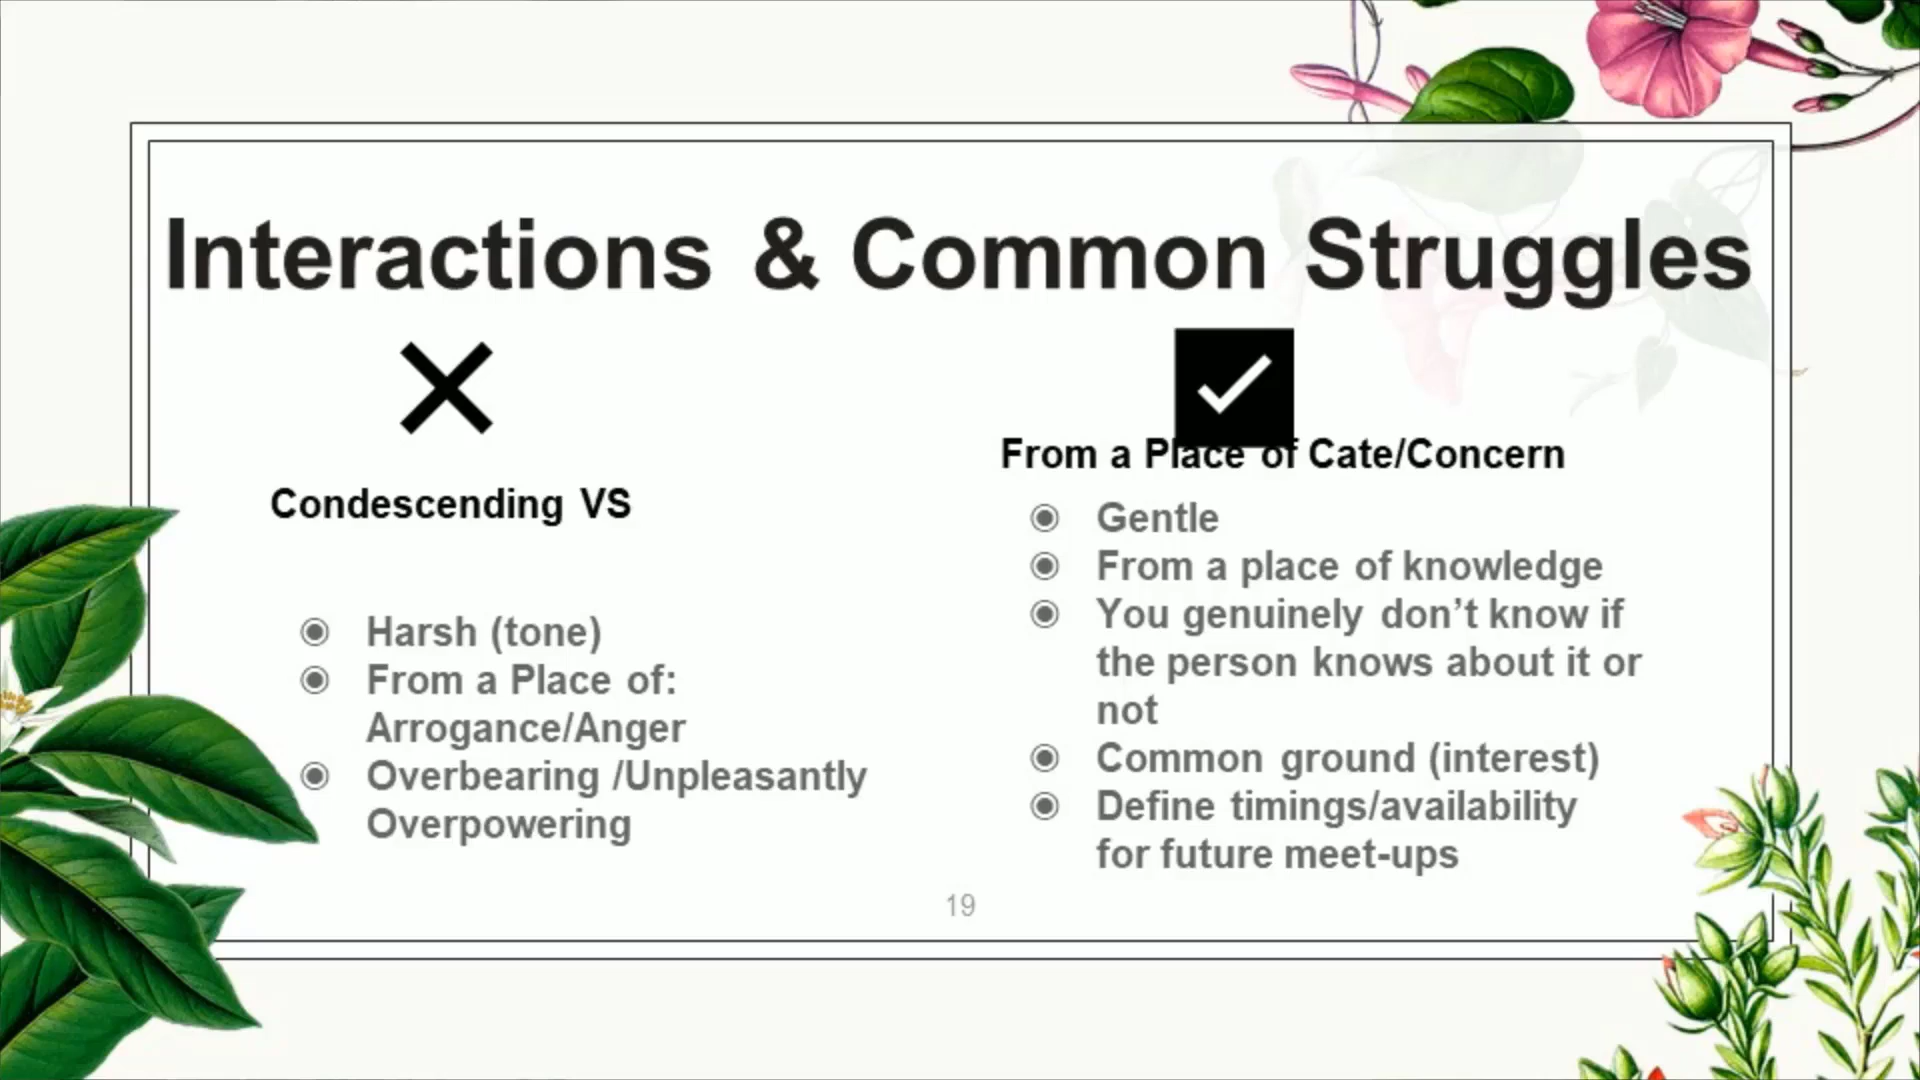 Interactions & Common Struggles
Condescending VS
Harsh (tone)
From a Place of:
Arrogance/Anger
Overbearing /Unpleasantly
Overpowering
From a Place of Cate/Concern
Gentle
From a place of knowledge
You genuinely don’t know if
the person knows about it or
not
Common ground (interest)
Define timings/availability
for future meet-ups
19